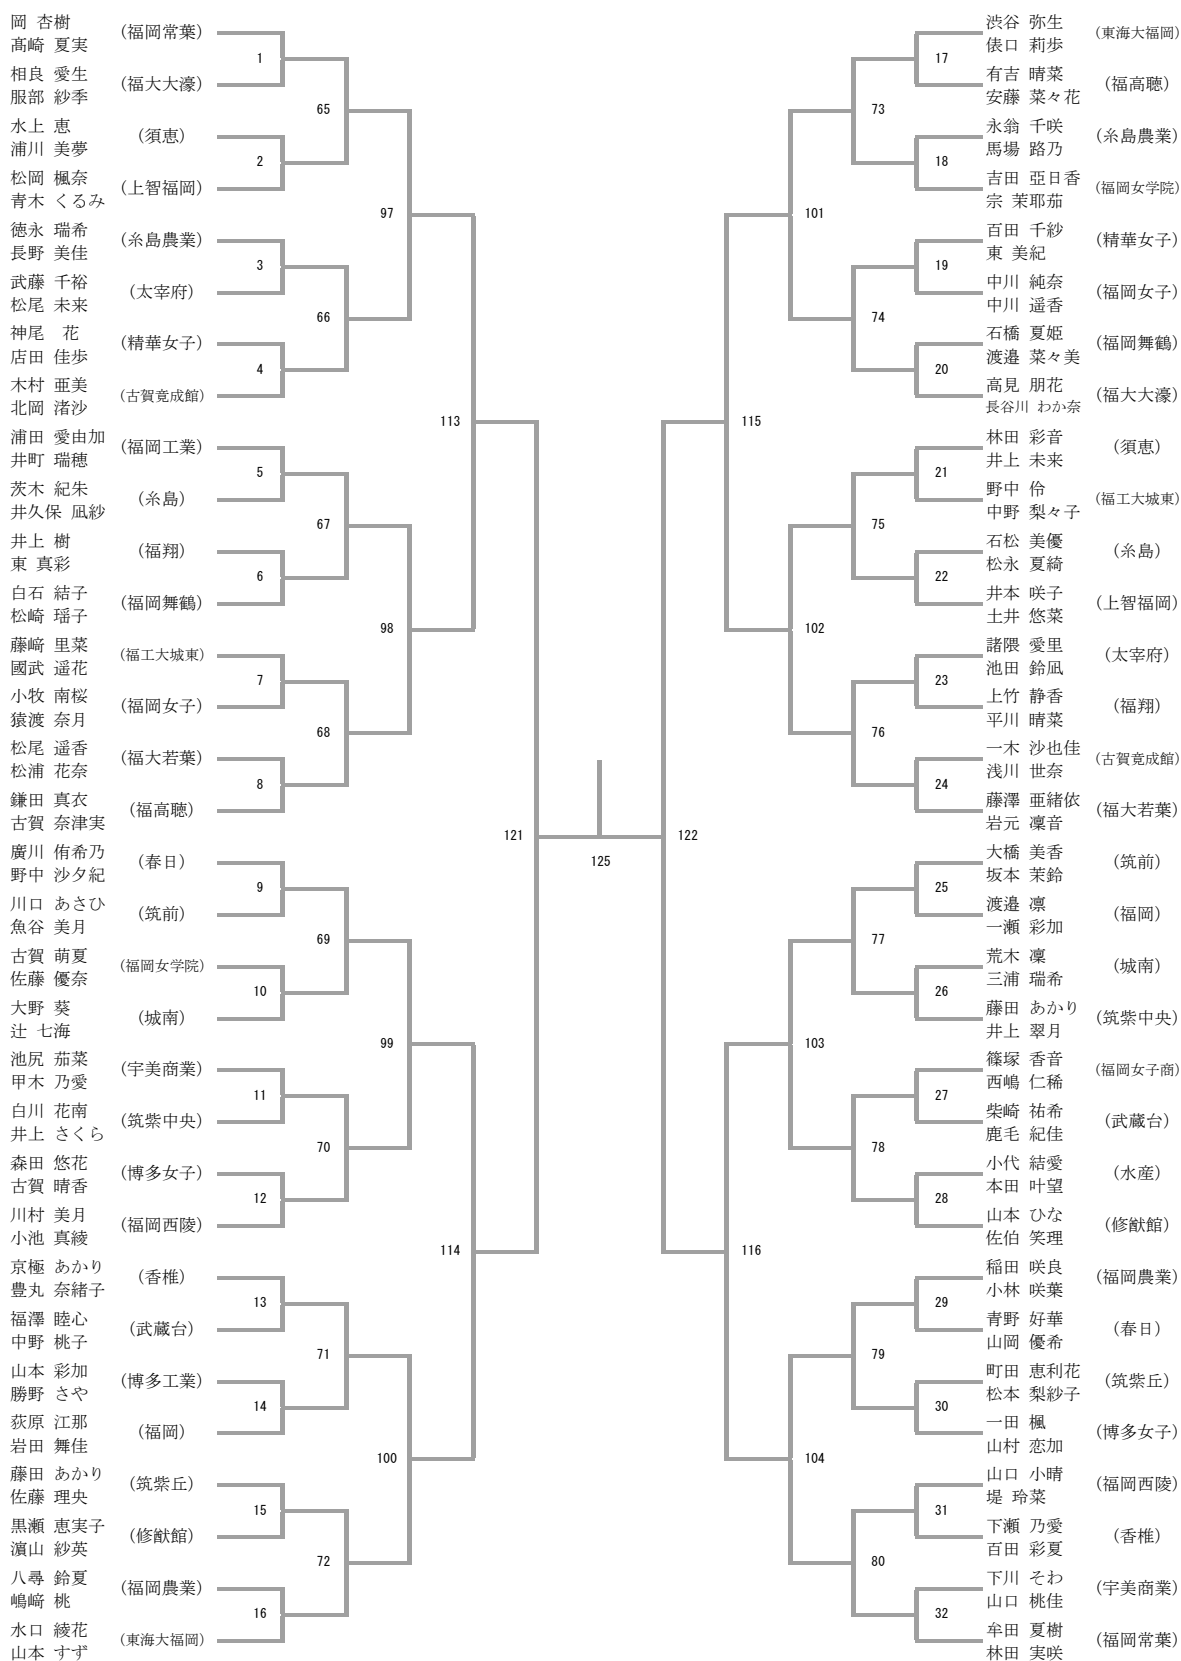 岡 杏樹
髙崎 夏実
(福岡常葉)
1
相良 愛生
服部 紗季
(福大大濠)
65
水上 恵
浦川 美夢
(須恵)
2
松岡 楓奈
青木 くるみ
(上智福岡)
97
徳永 瑞希
長野 美佳
(糸島農業)
3
武藤 千裕
松尾 未来
(太宰府)
66
神尾 花
店田 佳歩
(精華女子)
4
木村 亜美
北岡 渚沙
(古賀竟成館)
113
浦田 愛由加
井町 瑞穂
(福岡工業)
5
茨木 紀朱
井久保 凪紗
(糸島)
67
井上 樹
東 真彩
(福翔)
6
白石 結子
松崎 瑶子
(福岡舞鶴)
98
藤﨑 里菜
國武 遥花
(福工大城東)
7
小牧 南桜
猿渡 奈月
(福岡女子)
68
松尾 遥香
松浦 花奈
(福大若葉)
8
鎌田 真衣
古賀 奈津実
(福高聴)
121
廣川 侑希乃
野中 沙夕紀
(春日)
9
川口 あさひ
魚谷 美月
(筑前)
69
古賀 萌夏
佐藤 優奈
(福岡女学院)
10
大野 葵
辻 七海
(城南)
99
池尻 茄菜
甲木 乃愛
(宇美商業)
11
白川 花南
井上 さくら
(筑紫中央)
70
森田 悠花
古賀 晴香
(博多女子)
12
川村 美月
小池 真綾
(福岡西陵)
114
京極 あかり
豊丸 奈緒子
(香椎)
13
福澤 睦心
中野 桃子
(武蔵台)
71
山本 彩加
勝野 さや
(博多工業)
14
荻原 江那
岩田 舞佳
(福岡)
100
藤田 あかり
佐藤 理央
(筑紫丘)
15
黒瀬 恵実子
濵山 紗英
(修猷館)
72
八尋 鈴夏
嶋﨑 桃
(福岡農業)
16
水口 綾花
山本 すず
(東海大福岡)
125
渋谷 弥生
俵口 莉歩
(東海大福岡)
17
有吉 晴菜
安藤 菜々花
(福高聴)
73
永翁 千咲
馬場 路乃
(糸島農業)
18
吉田 亞日香
宗 茉耶茄
(福岡女学院)
101
百田 千紗
東 美紀
(精華女子)
19
中川 純奈
中川 遥香
(福岡女子)
74
石橋 夏姫
渡邉 菜々美
(福岡舞鶴)
20
高見 朋花
長谷川 わか奈
(福大大濠)
115
林田 彩音
井上 未来
(須恵)
21
野中 伶
中野 梨々子
(福工大城東)
75
石松 美優
松永 夏綺
(糸島)
22
井本 咲子
土井 悠菜
(上智福岡)
102
諸隈 愛里
池田 鈴凪
(太宰府)
23
上竹 静香
平川 晴菜
(福翔)
76
一木 沙也佳
浅川 世奈
(古賀竟成館)
24
藤澤 亜緒依
岩元 凜音
(福大若葉)
122
大橋 美香
坂本 茉鈴
(筑前)
25
渡邉 凛
一瀬 彩加
(福岡)
77
荒木 凜
三浦 瑞希
(城南)
26
藤田 あかり
井上 翠月
(筑紫中央)
103
篠塚 香音
西嶋 仁稀
(福岡女子商)
27
柴崎 祐希
鹿毛 紀佳
(武蔵台)
78
小代 結愛
本田 叶望
(水産)
28
山本 ひな
佐伯 笑理
(修猷館)
116
稲田 咲良
小林 咲葉
(福岡農業)
29
青野 好華
山岡 優希
(春日)
79
町田 恵利花
松本 梨紗子
(筑紫丘)
30
一田 楓
山村 恋加
(博多女子)
104
山口 小晴
堤 玲菜
(福岡西陵)
31
下瀬 乃愛
百田 彩夏
(香椎)
80
下川 そわ
山口 桃佳
(宇美商業)
32
牟田 夏樹
林田 実咲
(福岡常葉)